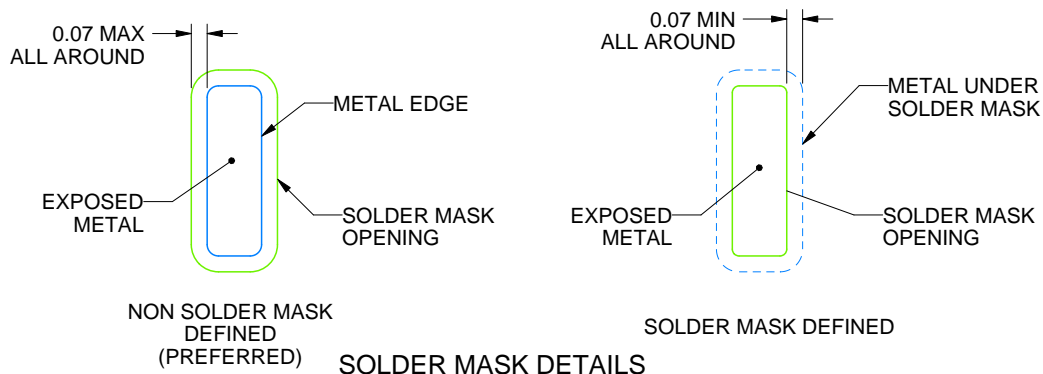 0.07 MAX
ALL AROUND
METAL EDGE
EXPOSED
METAL
SOLDER MASK
OPENING
NON SOLDER MASK
DEFINED
(PREFERRED)
0.07 MIN
ALL AROUND
METAL UNDER
SOLDER MASK
EXPOSED
METAL
SOLDER MASK
OPENING
SOLDER MASK DEFINED
SOLDER MASK DETAILS